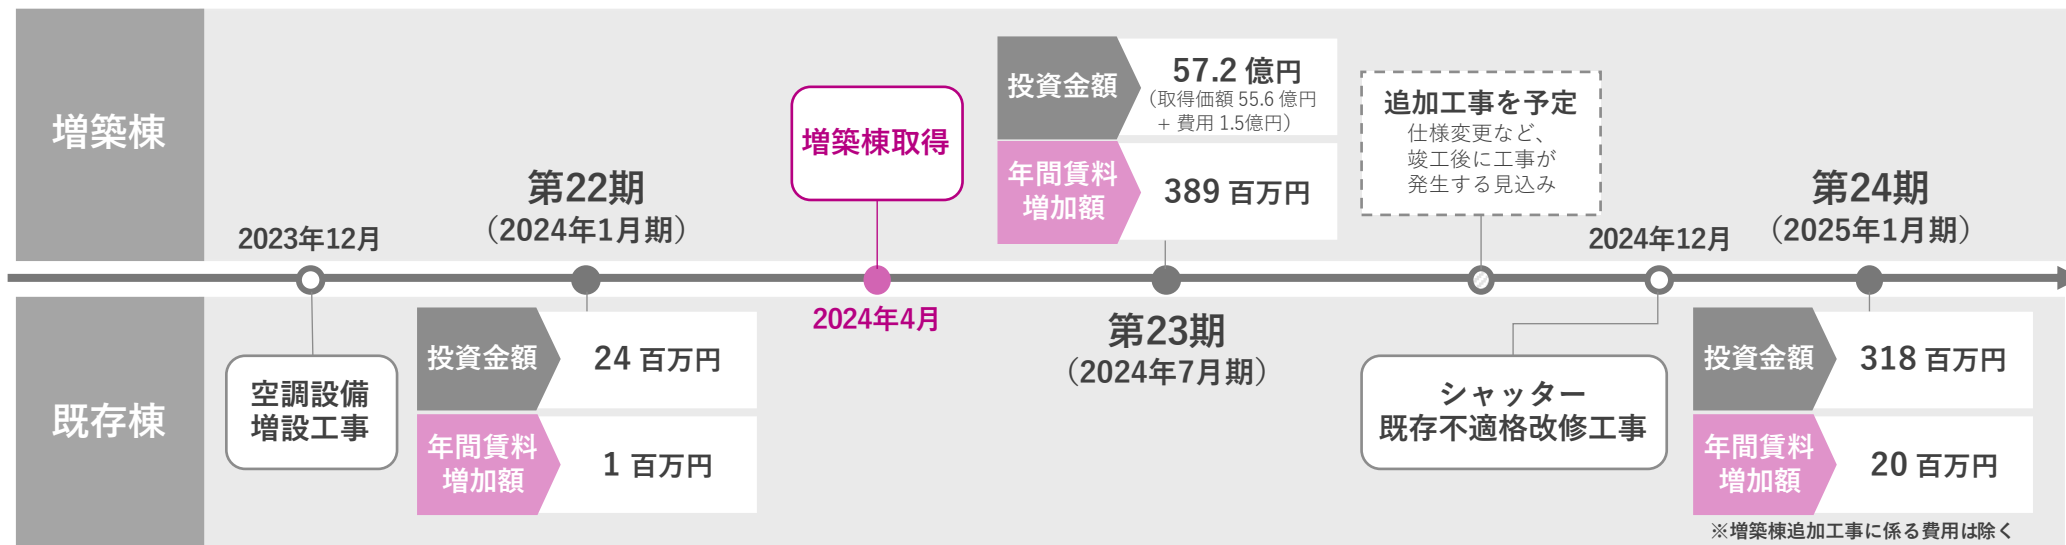 増築棟
2023年12月
第22期
（2024年1月期）
増築棟取得
2024年4月
投資金額
57.2 億円
（取得価額 55.6 億円
+ 費用 1.5億円）
年間賃料
増加額
389 百万円
第23期
（2024年7月期）
追加工事を予定
仕様変更など、
竣工後に工事が
発生する見込み
2024年12月
第24期
（2025年1月期）
既存棟
空調設備
増設工事
投資金額
24 百万円
年間賃料
増加額
1 百万円
シャッター
既存不適格改修工事
投資金額
318 百万円
年間賃料
増加額
20 百万円
※増築棟追加工事に係る費用は除く